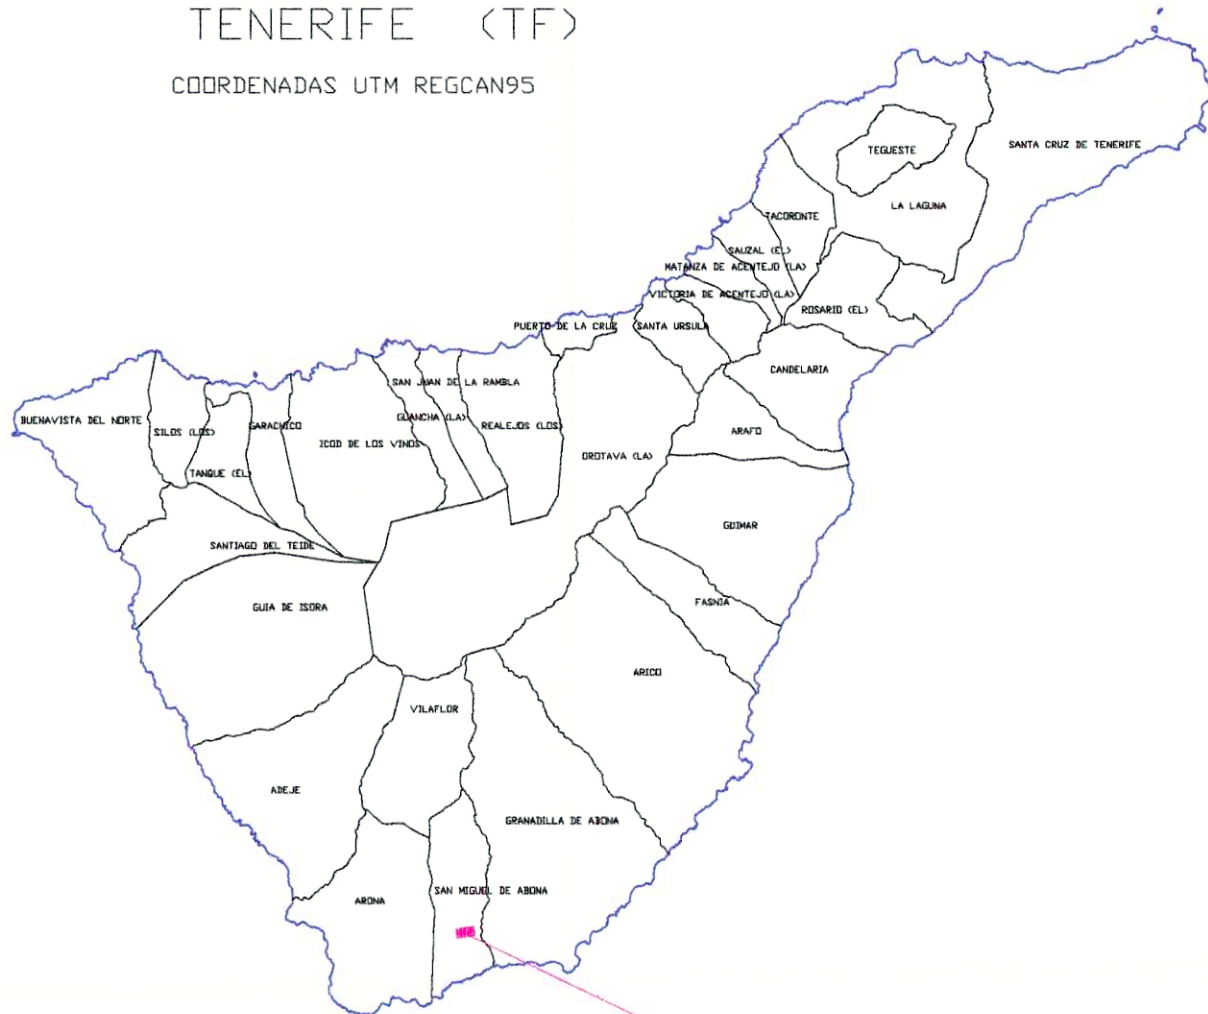 TENERIFE (TF)
COORDENADAS UTM REGCAN95
SANTA CRUZ DE TENERIFE
TEGUESTE
LA LAGUNA
TACORONTE
SAUZAL (EL)
MATANZA DE ACENTEJO (LA)
VICTORIA DE ACENTEJO (LA)
ROSARIO (EL)
PUERTO DE LA CRUZ
SANTA URSULA
CANDELARIA
SAN JUAN DE LA RAMBLA
BUENAVISTA DEL NORTE
GUANCHA (LA)
GARACHICO
REALEJOS (LOS)
SILOS (LOS)
ARAFO
ICOD DE LOS VINOS
OROTAVA (LA)
TANQUE (EL)
GUIMAR
SANTIAGO DEL TEIDE
FASNIA
GUIA DE ISORA
ARICO
VILAFLOR
ADEJE
GRANADILLA DE ABONA
SAN MIGUEL DE ABONA
ARONA